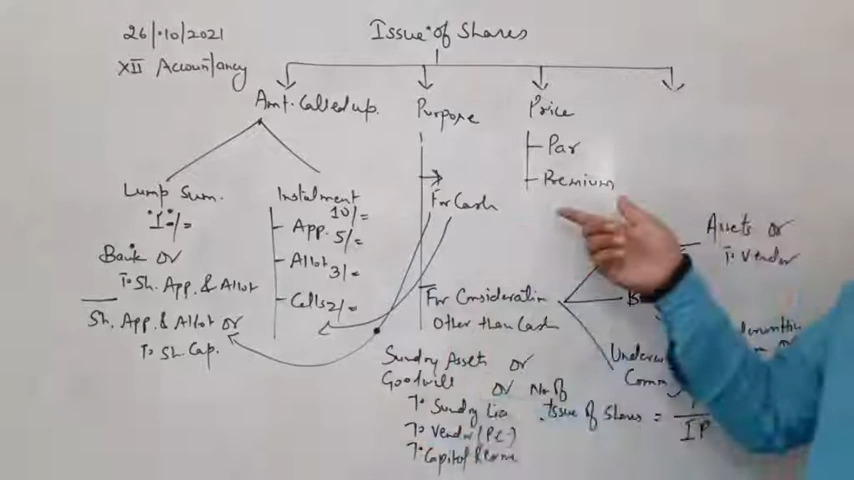 26/10/2021
XII Accountancy
Issue of Shares
Amt. Called up.
Purpose
Price
Par
Premium
Lump Sum.
Instalment
10/=
App. 5/=
Allot 3/=
Calls 2/=
Bank Dr
To Sh. App. & Allot
Sh. App & Allot Dr
To Sh. Cap.
For Cash
For Consideration
Other than Cash
Assets Dr
To Vendor
Sundry Assets Dr
Goodwill Dr
To Sundry Lia
To Vendor (P.C.)
To Capital Reserve
No. of
Issue of Shares =
IP